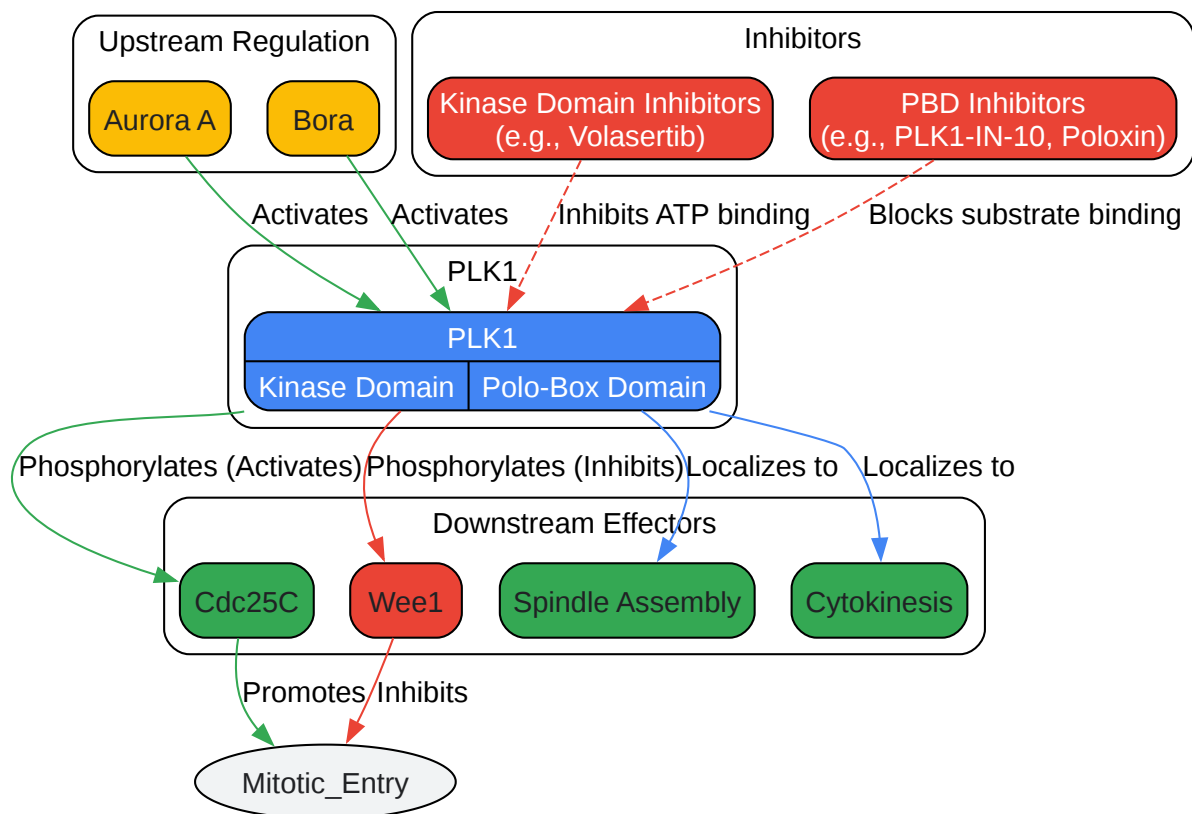 Upstream Regulation
Inhibitors
Aurora A
Bora
Kinase Domain Inhibitors
(e.g., Volasertib)
PBD Inhibitors
(e.g., PLK1-IN-10, Poloxin)
Activates
Activates
Inhibits ATP binding
Blocks substrate binding
PLK1
PLK1
Kinase Domain
Polo-Box Domain
Phosphorylates (Activates)
Phosphorylates (Inhibits)
Localizes to
Localizes to
Downstream Effectors
Cdc25C
Wee1
Spindle Assembly
Cytokinesis
Promotes
Inhibits
Mitotic_Entry